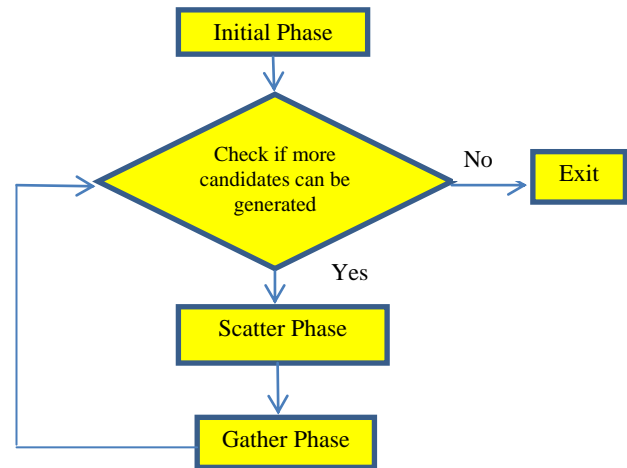 Initial Phase
Check if more
candidates can be
generated
No
Exit
Yes
Scatter Phase
Gather Phase